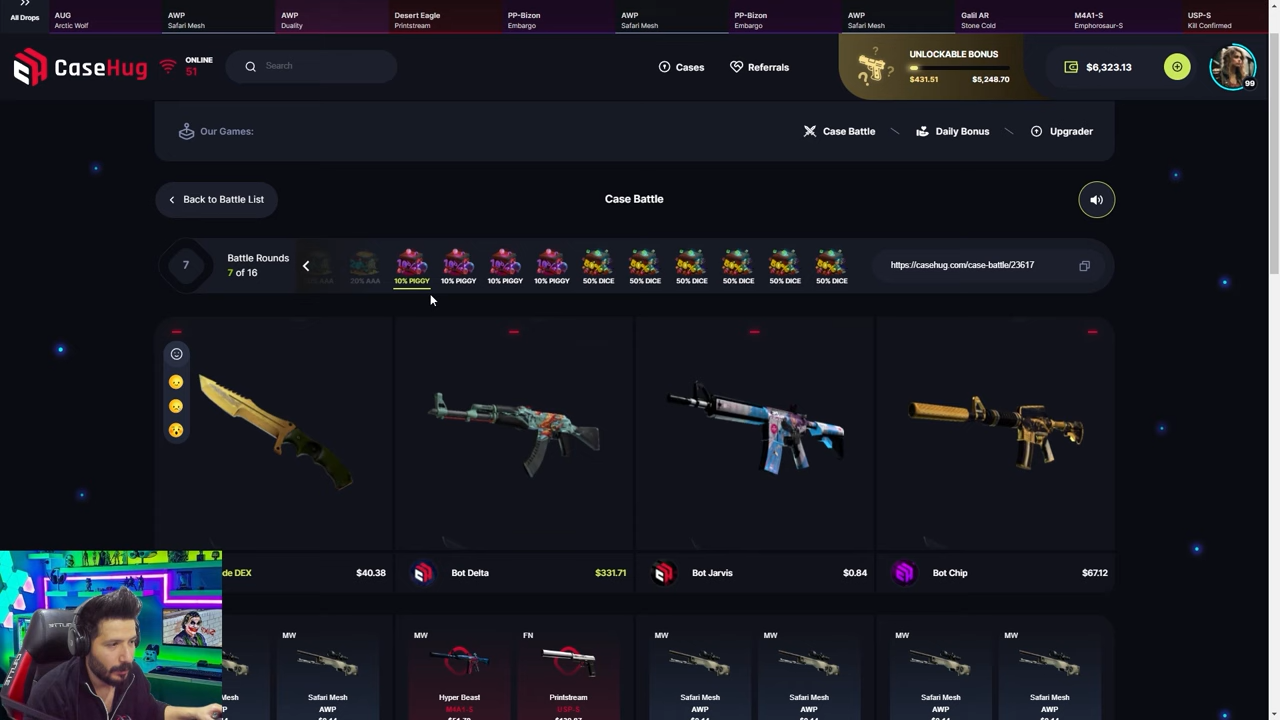 All Drops
AUG
Arctic Wolf
AWP
Safari Mesh
AWP
Duality
Desert Eagle
Printstream
PP-Bizon
Embargo
AWP
Safari Mesh
PP-Bizon
Embargo
AWP
Safari Mesh
Galil AR
Stone Cold
M4A1-S
Emphorosaur-S
USP-S
Kill Confirmed
CaseHug
ONLINE
51
Search
Cases
Referrals
UNLOCKABLE BONUS
$431.51
$5,248.70
$6,323.13
99
Our Games:
Case Battle
Daily Bonus
Upgrader
Back to Battle List
Case Battle
7
Battle Rounds
7 of 16
20% AAA
10% PIGGY
10% PIGGY
10% PIGGY
10% PIGGY
50% DICE
50% DICE
50% DICE
50% DICE
50% DICE
50% DICE
https://casehug.com/case-battle/23617
de DEX
$40.38
Bot Delta
$331.71
Bot Jarvis
$0.84
Bot Chip
$67.12
MW
MW
FN
MW
MW
MW
MW
Mesh
Safari Mesh
Hyper Beast
Printstream
Safari Mesh
Safari Mesh
Safari Mesh
Safari Mesh
AWP
M4A1-S
USP-S
AWP
AWP
AWP
AWP